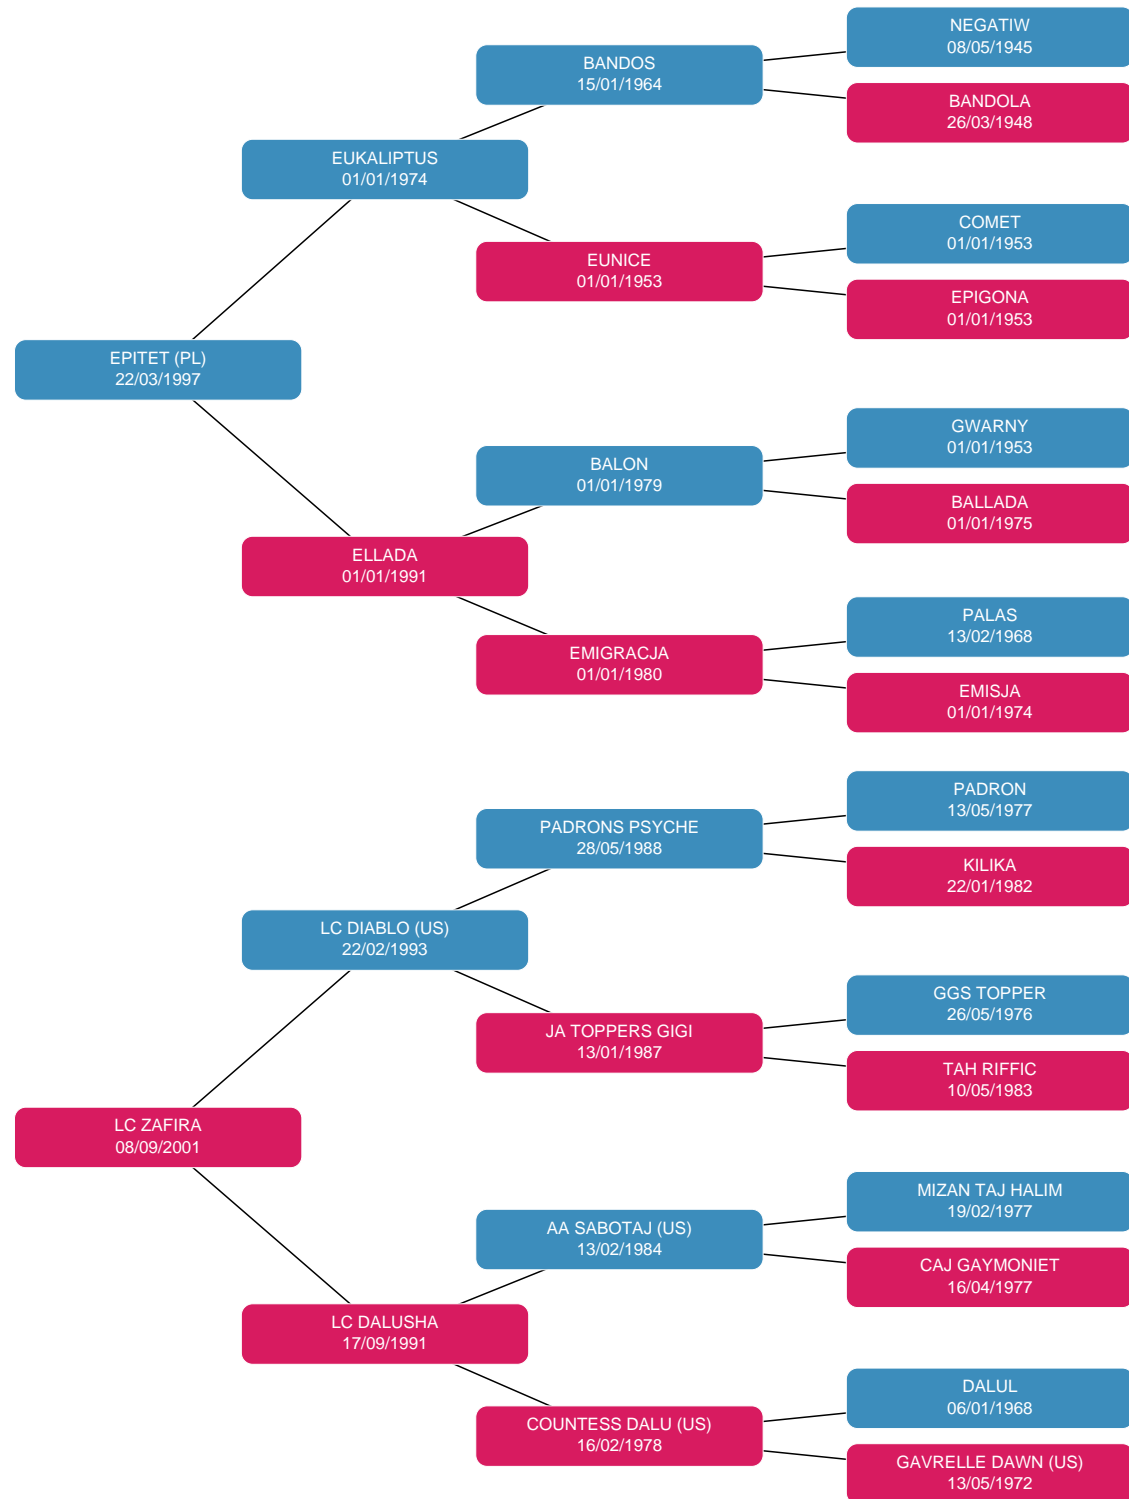 NEGATIW
08/05/1945
BANDOS
15/01/1964
BANDOLA
26/03/1948
EUKALIPTUS
01/01/1974
COMET
01/01/1953
EUNICE
01/01/1953
EPIGONA
01/01/1953
EPITET (PL)
22/03/1997
GWARNY
01/01/1953
BALON
01/01/1979
BALLADA
01/01/1975
ELLADA
01/01/1991
PALAS
13/02/1968
EMIGRACJA
01/01/1980
EMISJA
01/01/1974
PADRON
13/05/1977
PADRONS PSYCHE
28/05/1988
KILIKA
22/01/1982
LC DIABLO (US)
22/02/1993
GGS TOPPER
26/05/1976
JA TOPPERS GIGI
13/01/1987
TAH RIFFIC
10/05/1983
LC ZAFIRA
08/09/2001
MIZAN TAJ HALIM
19/02/1977
AA SABOTAJ (US)
13/02/1984
CAJ GAYMONIET
16/04/1977
LC DALUSHA
17/09/1991
DALUL
06/01/1968
COUNTESS DALU (US)
16/02/1978
GAVRELLE DAWN (US)
13/05/1972